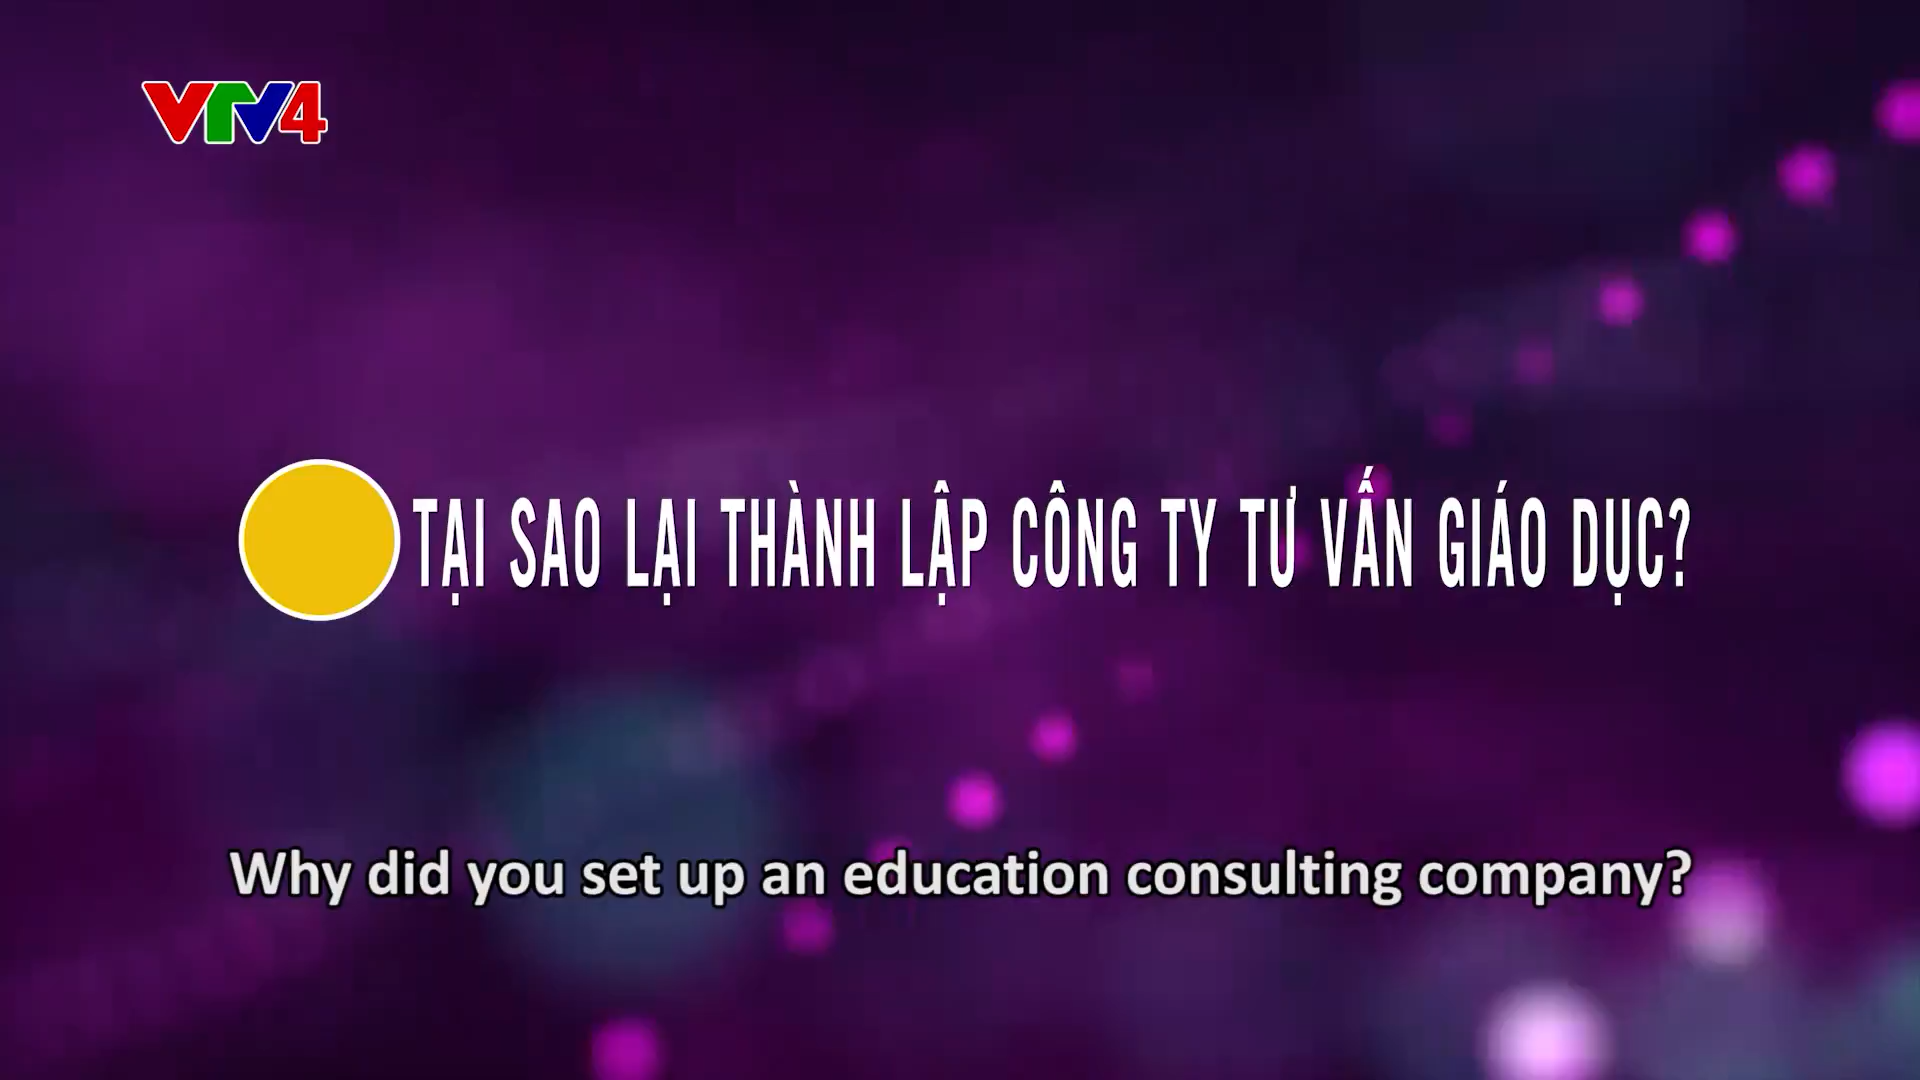 VTV4
TẠI SAO LẠI THÀNH LẬP CÔNG TY TƯ VẤN GIÁO DỤC?
Why did you set up an education consulting company?